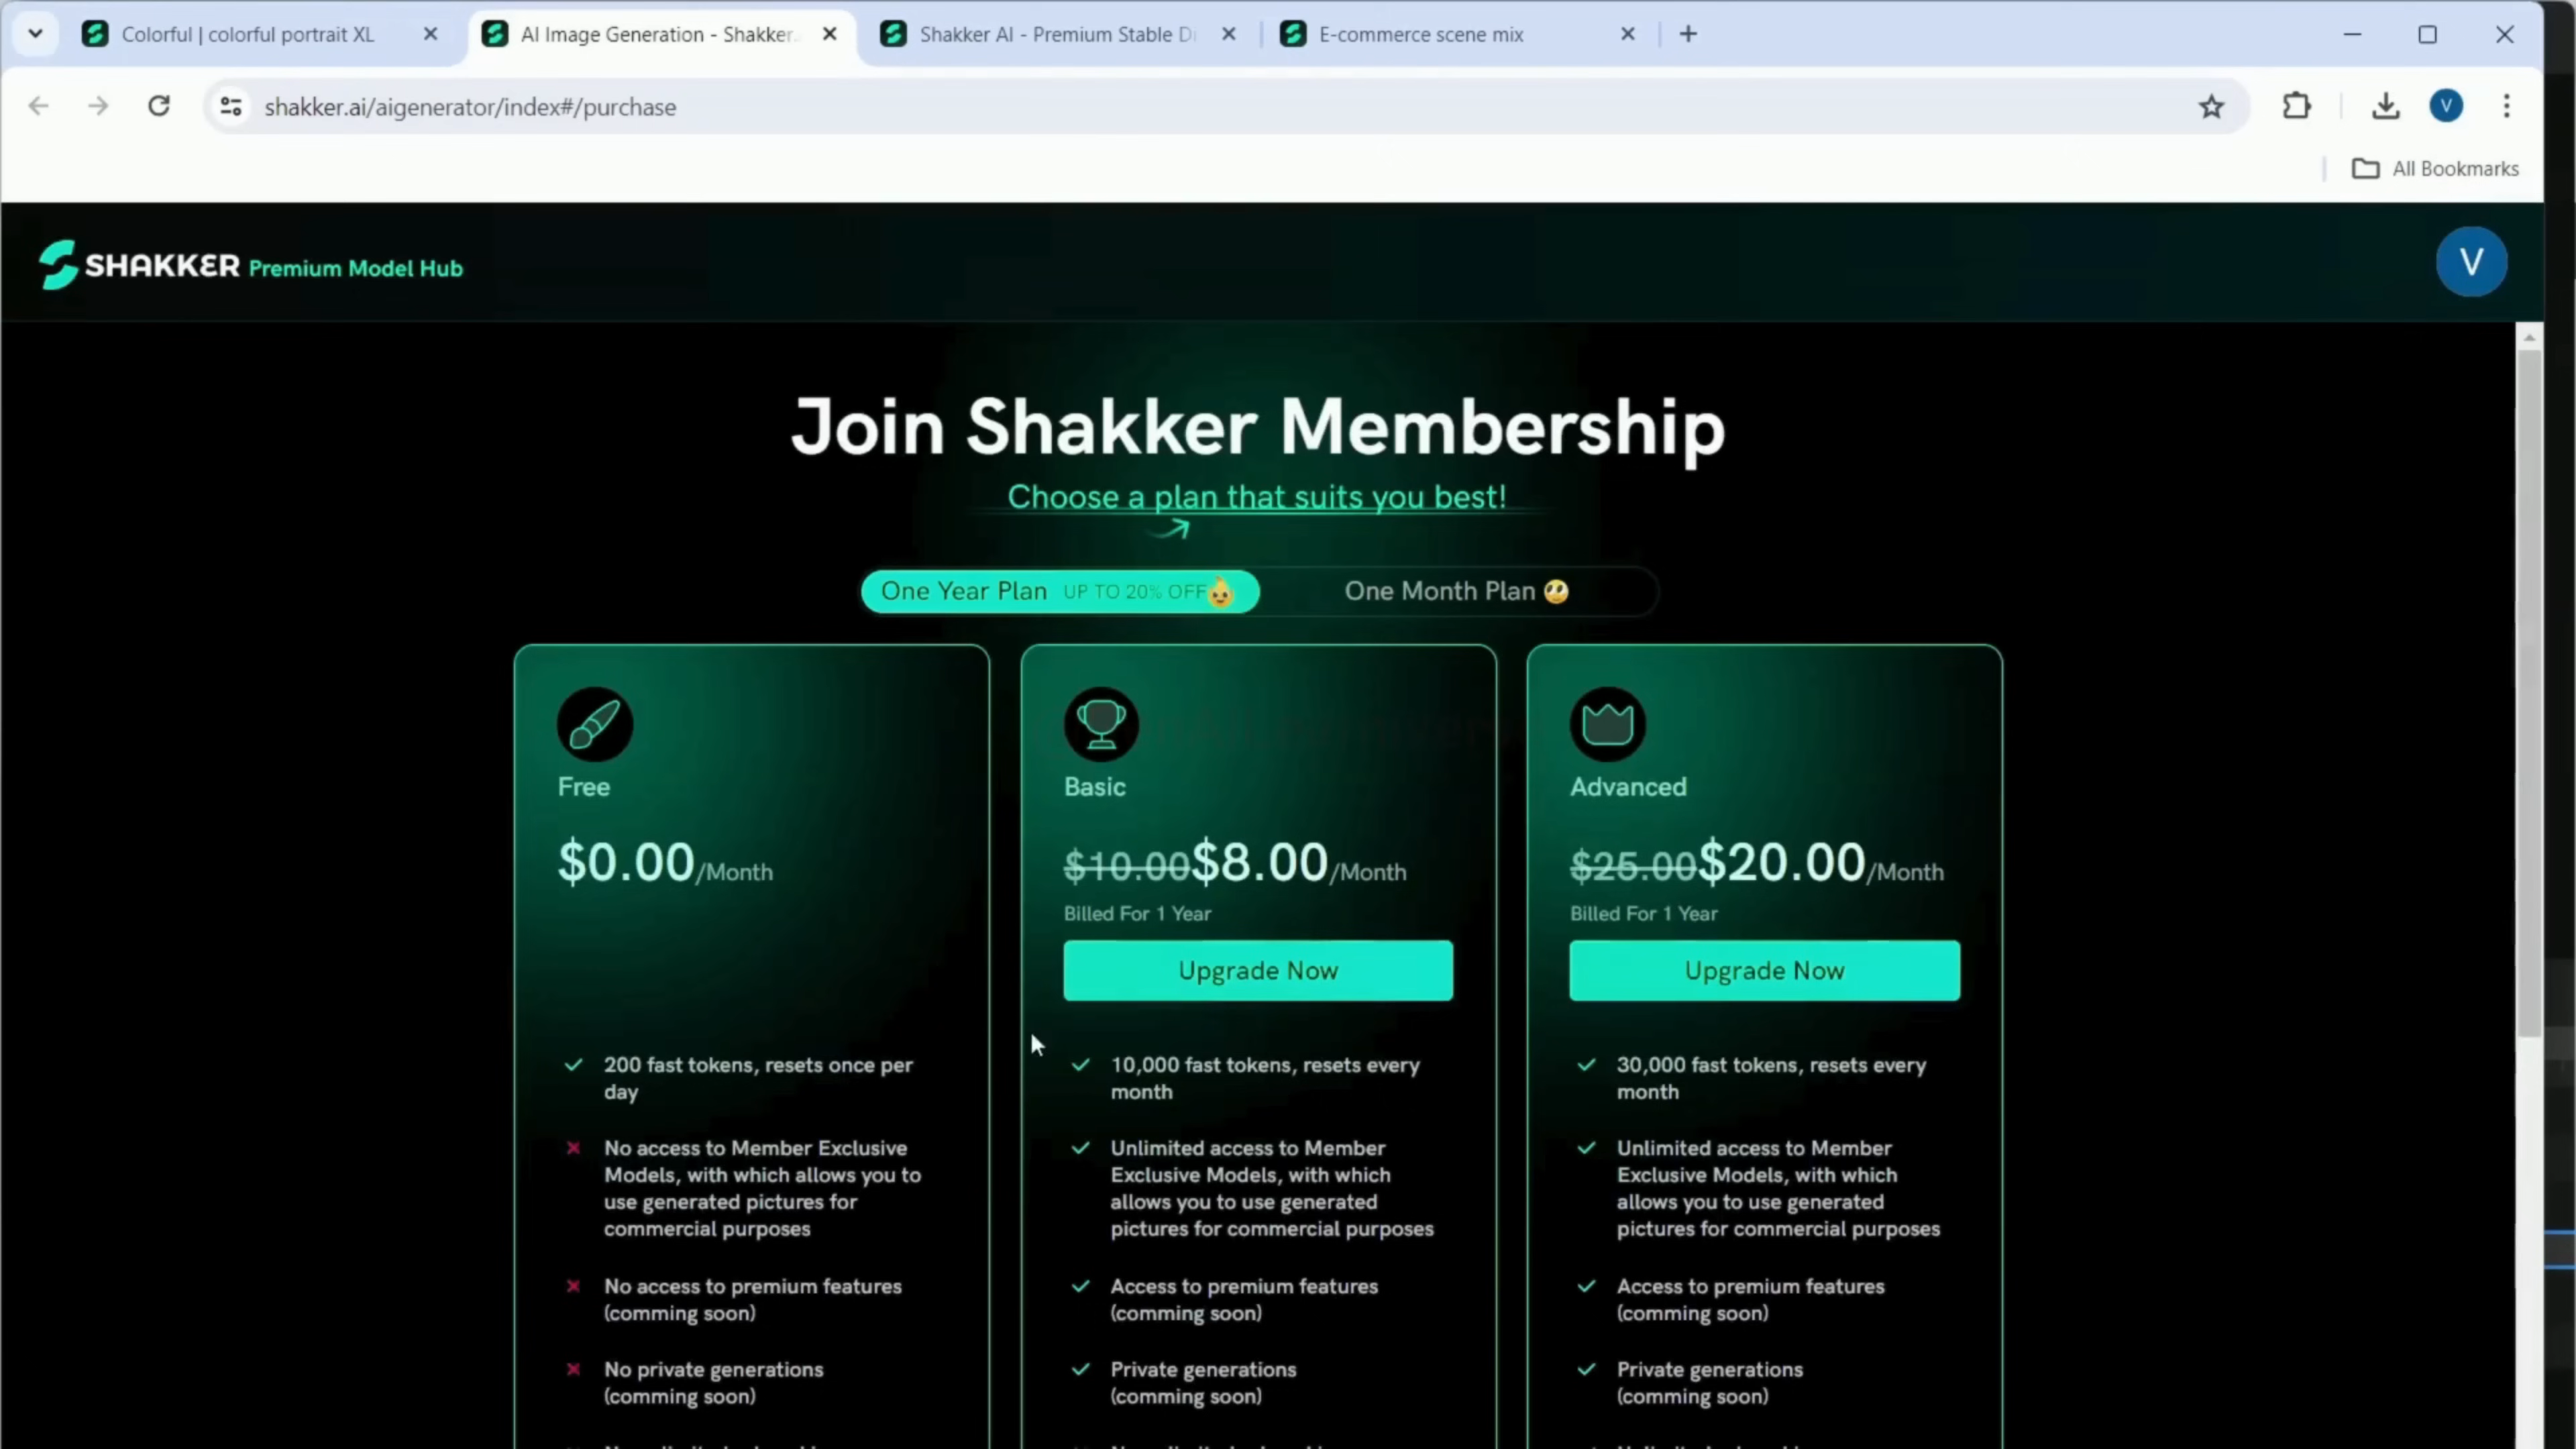 Colorful | colorful portrait XL
AI Image Generation - Shakker.
Shakker AI - Premium Stable Di
E-commerce scene mix
shakker.ai/aigenerator/index#/purchase
V
All Bookmarks
SHAKKER Premium Model Hub
V
Join Shakker Membership
Choose a plan that suits you best!
One Year Plan UP TO 20% OFF
One Month Plan
Free
$0.00/Month
200 fast tokens, resets once per
day
No access to Member Exclusive
Models, with which allows you to
use generated pictures for
commercial purposes
No access to premium features
(comming soon)
No private generations
(comming soon)
Basic
$10.00$8.00/Month
Billed For 1 Year
Upgrade Now
10,000 fast tokens, resets every
month
Unlimited access to Member
Exclusive Models, with which
allows you to use generated
pictures for commercial purposes
Access to premium features
(comming soon)
Private generations
(comming soon)
Advanced
$25.00$20.00/Month
Billed For 1 Year
Upgrade Now
30,000 fast tokens, resets every
month
Unlimited access to Member
Exclusive Models, with which
allows you to use generated
pictures for commercial purposes
Access to premium features
(comming soon)
Private generations
(comming soon)